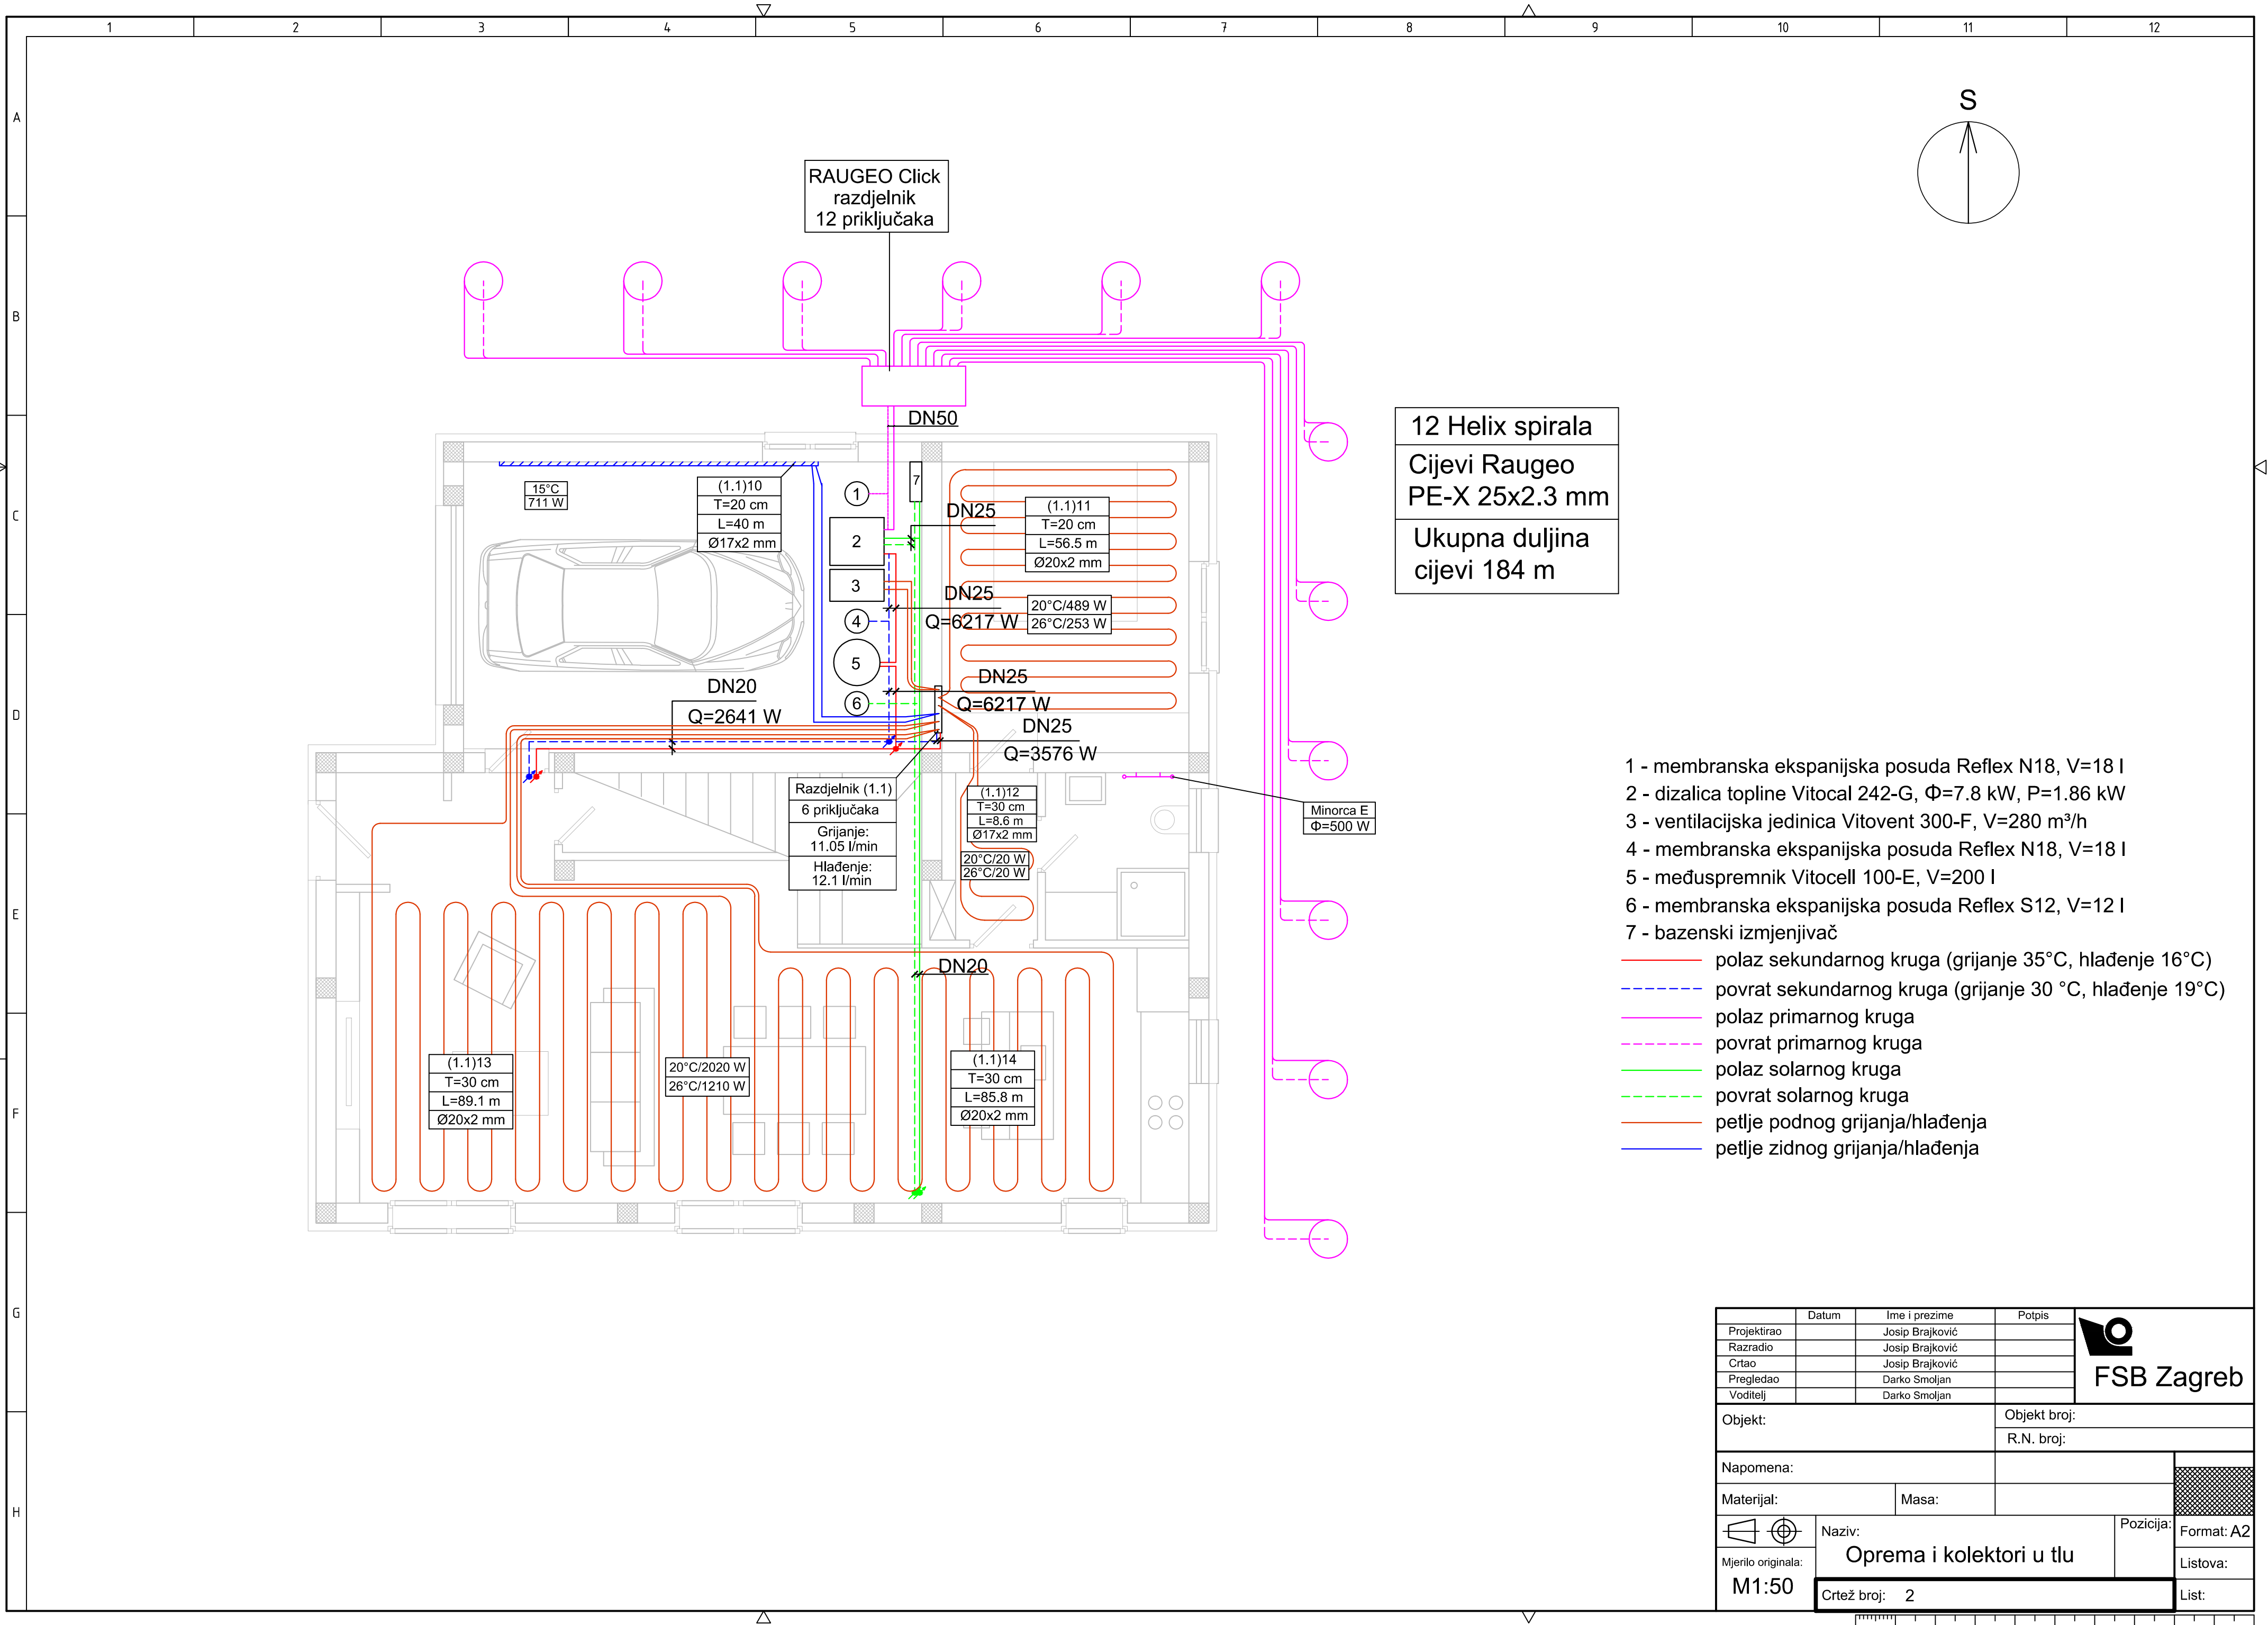 1 2 3 4 5 6 7 8 9 10 11 12
A
B
C
D
E
F
G
H
S
RAUGEO Click
razdjelnik
12 priključaka
DN50
12 Helix spirala
Cijevi Raugeo
PE-X 25x2.3 mm
Ukupna duljina
cijevi 184 m
15°C
711 W
(1.1)10
T=20 cm
L=40 m
Ø17x2 mm
1
2
3
4
5
6
7
DN25
(1.1)11
T=20 cm
L=56.5 m
Ø20x2 mm
DN25
Q=6217 W
20°C/489 W
26°C/253 W
DN20
Q=2641 W
DN25
Q=6217 W
DN25
Q=3576 W
Razdjelnik (1.1)
6 priključaka
Grijanje:
11.05 l/min
Hlađenje:
12.1 l/min
(1.1)12
T=30 cm
L=8.6 m
Ø17x2 mm
20°C/20 W
26°C/20 W
Minorca E
Φ=500 W
DN20
(1.1)13
T=30 cm
L=89.1 m
Ø20x2 mm
20°C/2020 W
26°C/1210 W
(1.1)14
T=30 cm
L=85.8 m
Ø20x2 mm
1 - membranska ekspanijska posuda Reflex N18, V=18 l
2 - dizalica topline Vitocal 242-G, Φ=7.8 kW, P=1.86 kW
3 - ventilacijska jedinica Vitovent 300-F, V=280 m³/h
4 - membranska ekspanijska posuda Reflex N18, V=18 l
5 - međuspremnik Vitocell 100-E, V=200 l
6 - membranska ekspanijska posuda Reflex S12, V=12 l
7 - bazenski izmjenjivač
polaz sekundarnog kruga (grijanje 35°C, hlađenje 16°C)
povrat sekundarnog kruga (grijanje 30 °C, hlađenje 19°C)
polaz primarnog kruga
povrat primarnog kruga
polaz solarnog kruga
povrat solarnog kruga
petlje podnog grijanja/hlađenja
petlje zidnog grijanja/hlađenja
Datum Ime i prezime Potpis
Projektirao Josip Brajković
Razradio Josip Brajković
Crtao Josip Brajković
Pregledao Darko Smoljan
Voditelj Darko Smoljan
FSB Zagreb
Objekt:
Objekt broj:
R.N. broj:
Napomena:
Materijal:
Masa:
Mjerilo originala:
M1:50
Naziv:
Oprema i kolektori u tlu
Pozicija:
Format: A2
Listova:
Crtež broj: 2
List: